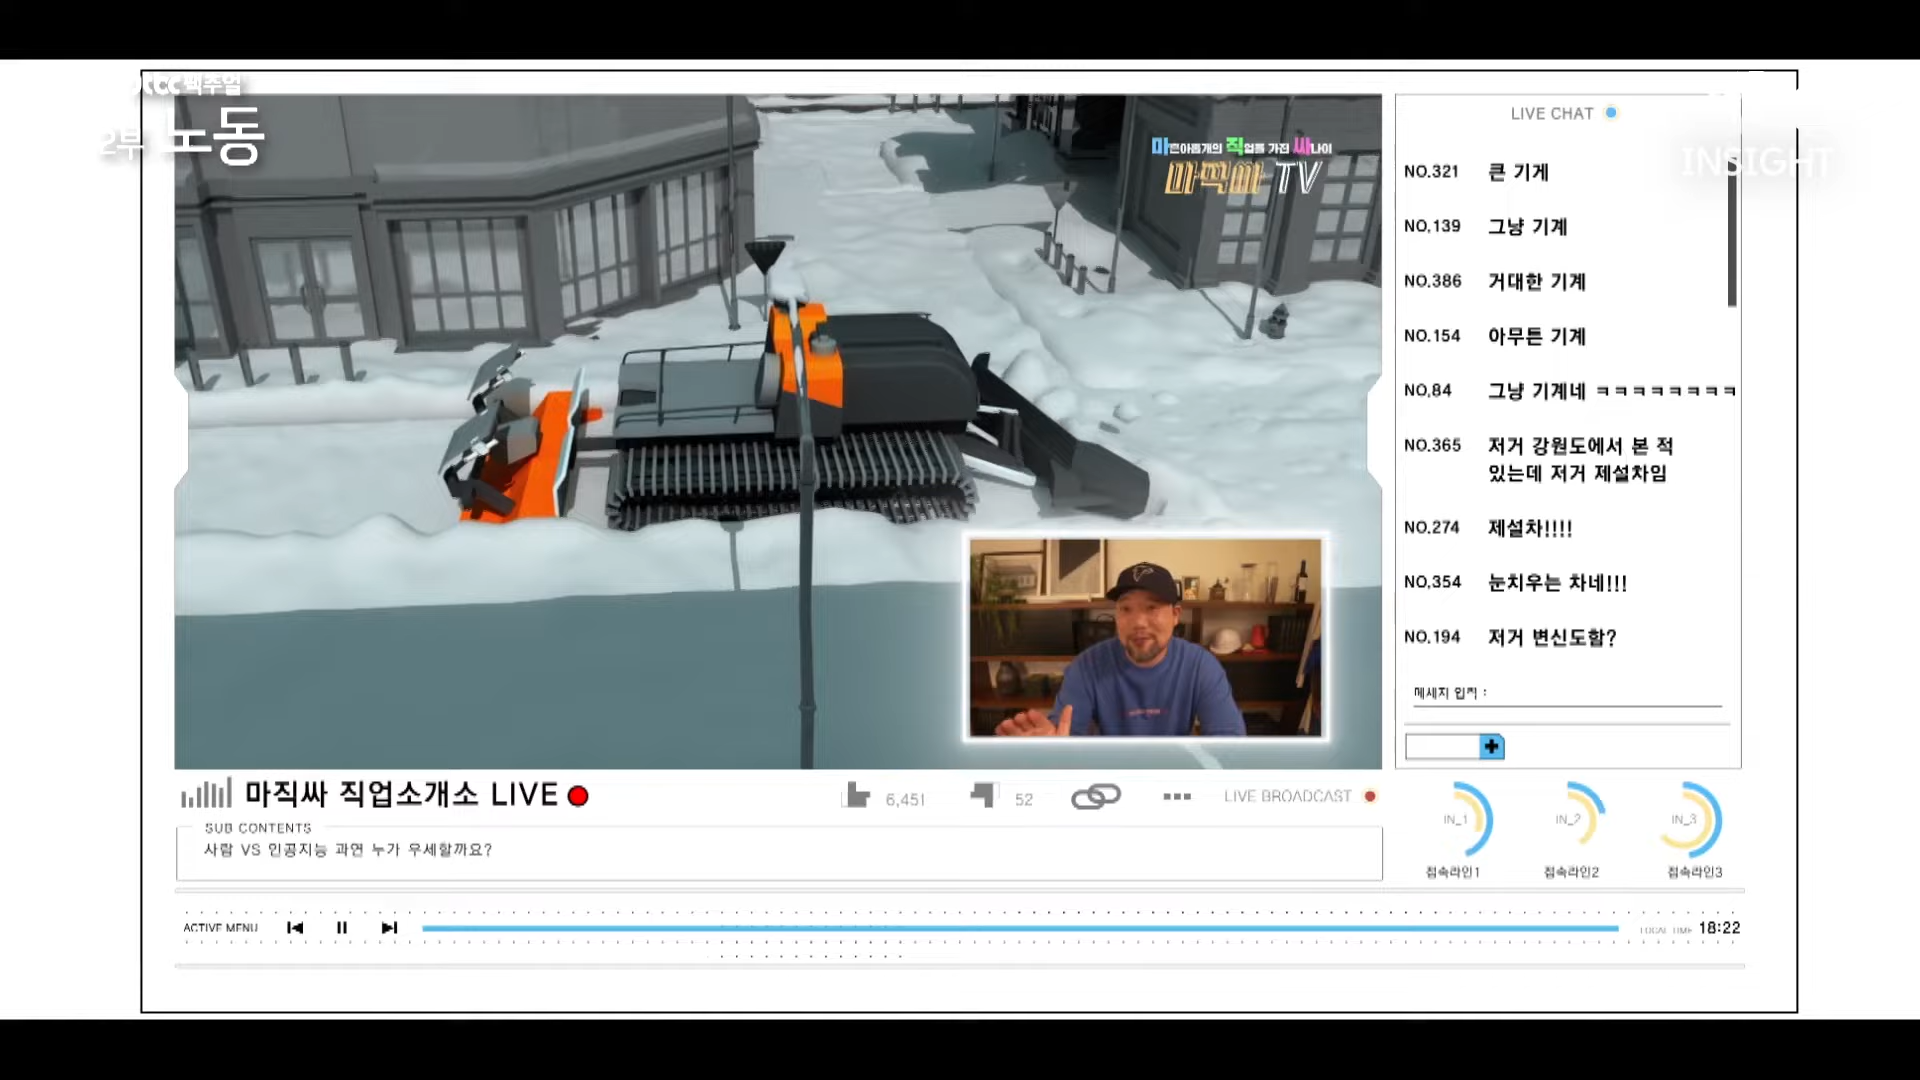 팩추얼
2부 노동
INSIGHT
마흔아홉개의 직업을 가진 싸나이
마직싸 TV
LIVE CHAT
NO.321 큰 기계
NO.139 그냥 기계
NO.386 거대한 기계
NO.154 아무튼 기계
NO.84 그냥 기계네 ㅋㅋㅋㅋㅋㅋㅋㅋ
NO.365 저거 강원도에서 본 적
있는데 저거 제설차임
NO.274 제설차!!!!
NO.354 눈치우는 차네!!!
NO.194 저거 변신도함?
메세지 입력 :
마직싸 직업소개소 LIVE
6,451
52
LIVE BROADCAST
SUB CONTENTS
사람 VS 인공지능 과연 누가 우세할까요?
IN_1
IN_2
IN_3
접속라인1
접속라인2
접속라인3
ACTIVE MENU
LOCAL TIME 18:22